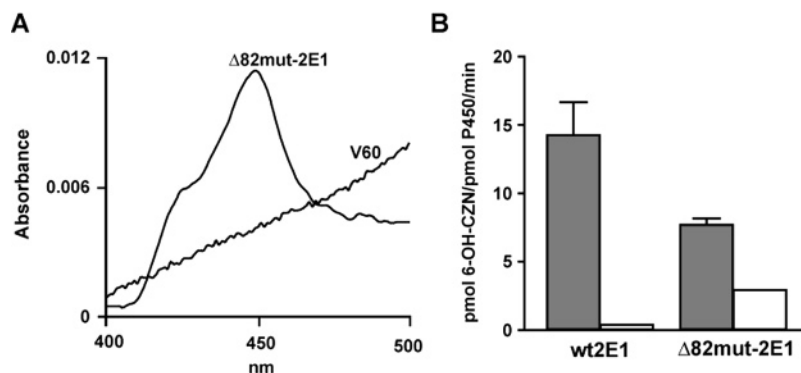 A
Absorbance
0.012
0.006
0
Δ82mut-2E1
V60
400
450
500
nm
B
pmol 6-OH-CZN/pmol P450/min
20
15
10
5
0
wt2E1
Δ82mut-2E1